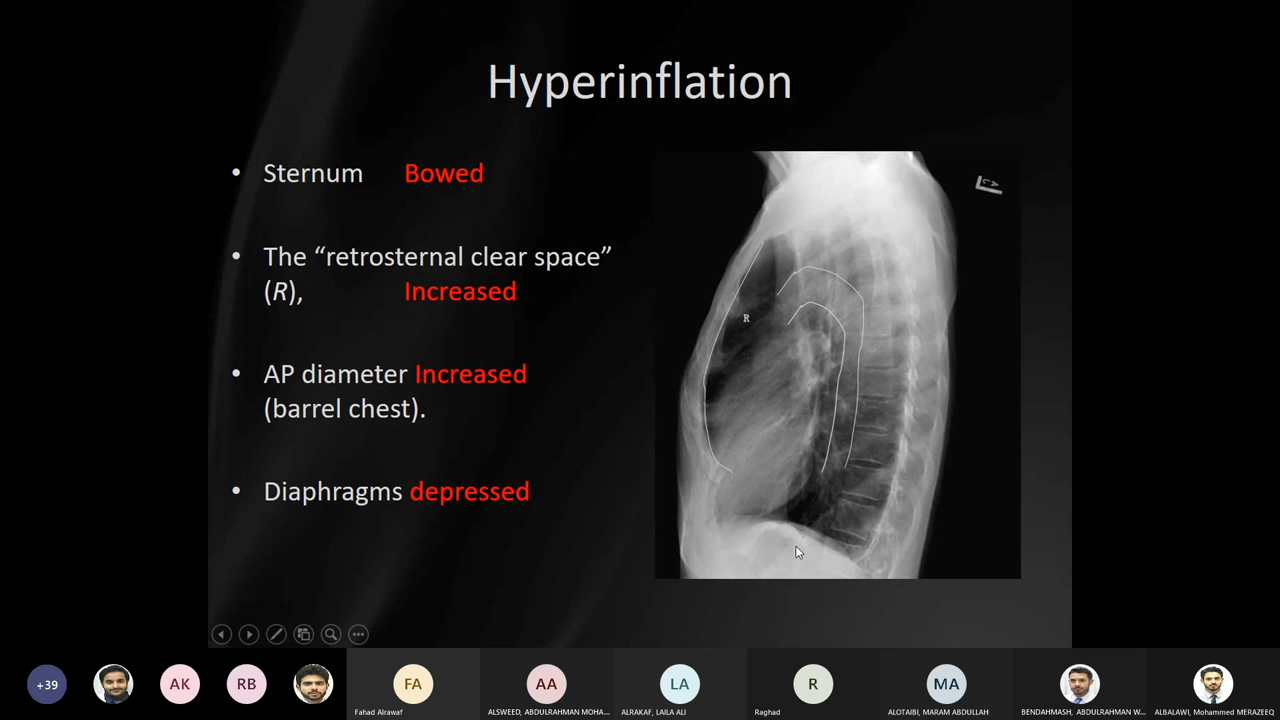 Hyperinflation
• Sternum Bowed
• The “retrosternal clear space”
(R), Increased
• AP diameter Increased
(barrel chest).
• Diaphragms depressed
R
+39
AK
RB
FA
Fahad Alrawaf
AA
ALSWEED, ABDULRAHMAN MOHA...
LA
ALRAKAF, LAILA ALI
R
Raghad
MA
ALOTAIBI, MARAM ABDULLAH
BENDAHMASH, ABDULRAHMAN W...
ALBALAWI, Mohammed MERAZEEQ